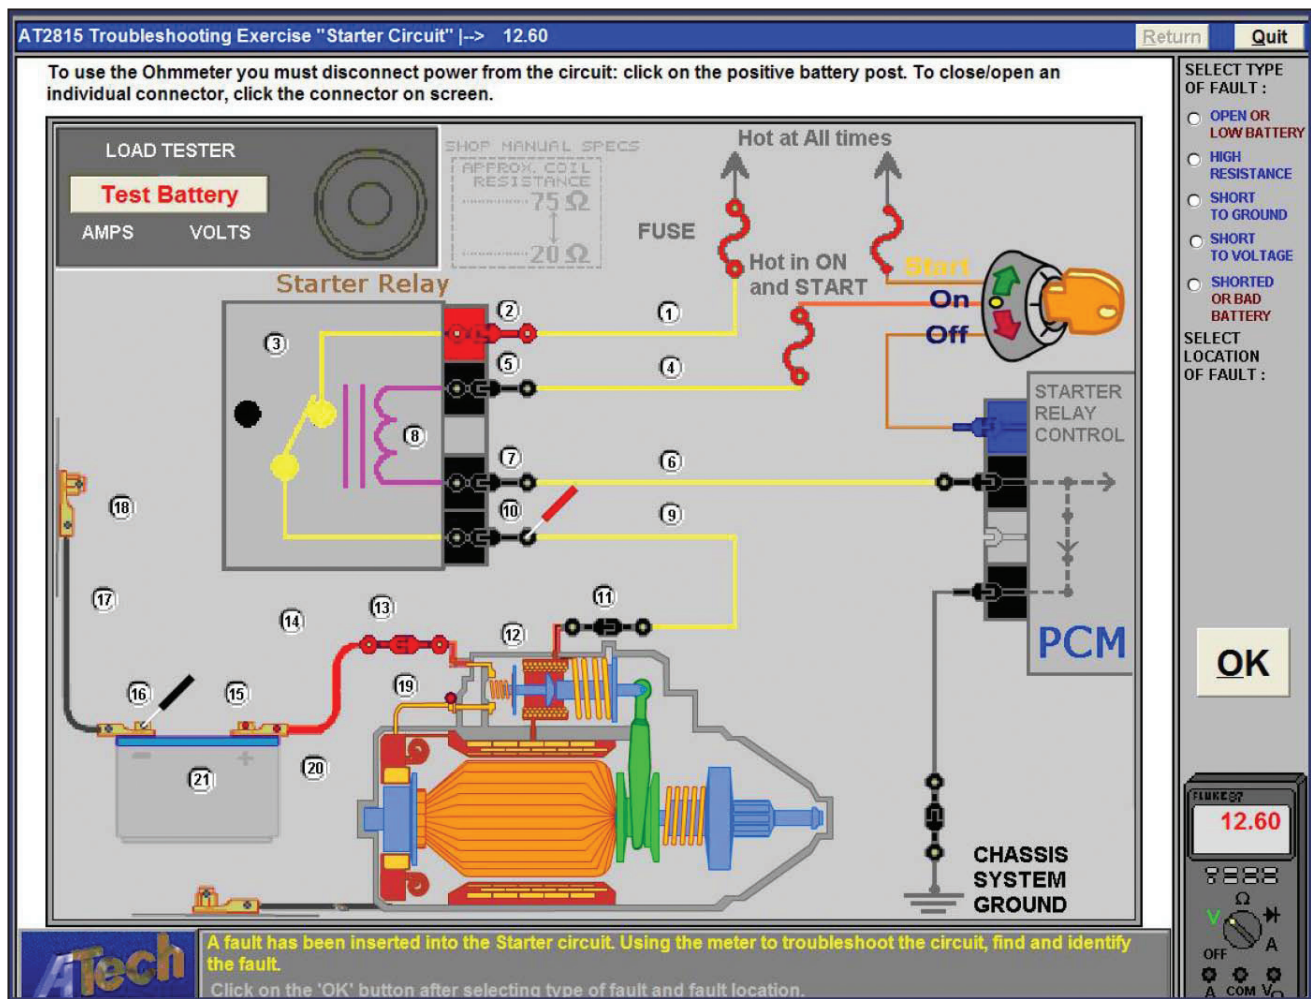 AT2815 Troubleshooting Exercise "Starter Circuit" |--> 12.60
Return
Quit
To use the Ohmmeter you must disconnect power from the circuit: click on the positive battery post. To close/open an
individual connector, click the connector on screen.
SELECT TYPE
OF FAULT :
OPEN OR
LOW BATTERY
HIGH
RESISTANCE
SHORT
TO GROUND
SHORT
TO VOLTAGE
SHORTED
OR BAD
BATTERY
SELECT
LOCATION
OF FAULT :
OK
LOAD TESTER
Test Battery
AMPS VOLTS
SHOP MANUAL SPECS
APPROX. COIL
RESISTANCE
75 Ω
20 Ω
Hot at All times
FUSE
Hot in ON
and START
Start
On
Off
Starter Relay
1
2
3
4
5
6
7
8
9
10
11
12
13
14
15
16
17
18
19
20
21
STARTER
RELAY
CONTROL
PCM
- +
CHASSIS
SYSTEM
GROUND
FLUKE 87
12.60
Ω
V
A
OFF
A COM VΩ
ATech
A fault has been inserted into the Starter circuit. Using the meter to troubleshoot the circuit, find and identify
the fault.
Click on the 'OK' button after selecting type of fault and fault location.